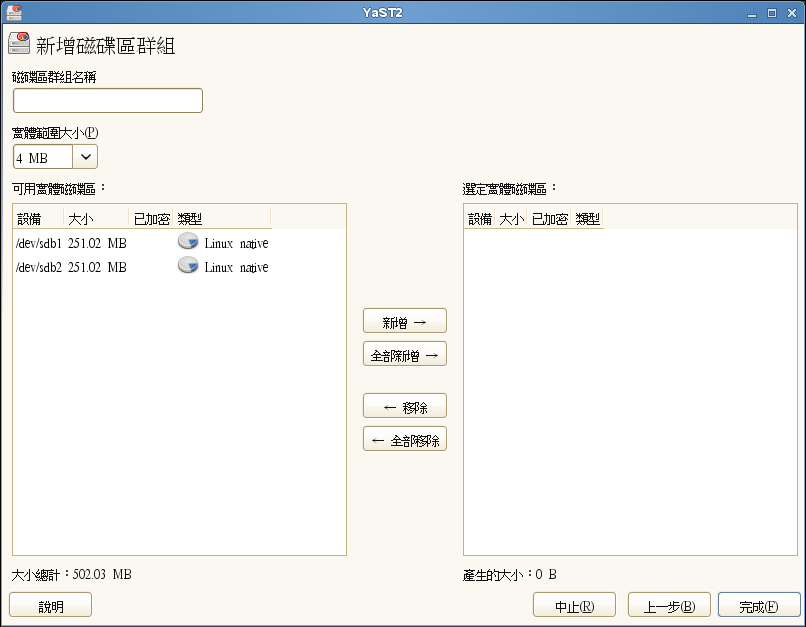 YaST2
新增磁碟區群組
磁碟區群組名稱
實體範圍大小(P)
4 MB
可用實體磁碟區：
設備 大小 已加密 類型
/dev/sdb1 251.02 MB Linux native
/dev/sdb2 251.02 MB Linux native
大小總計：502.03 MB
新增 →
全部新增 →
← 移除
← 全部移除
選定實體磁碟區：
設備 大小 已加密 類型
產生的大小：0 B
說明
中止(R)
上一步(B)
完成(F)